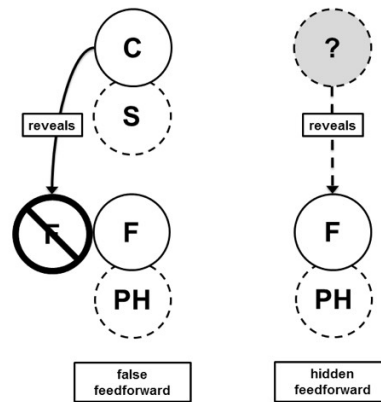 C
S
reveals
F
F
PH
false
feedforward
?
reveals
F
PH
hidden
feedforward